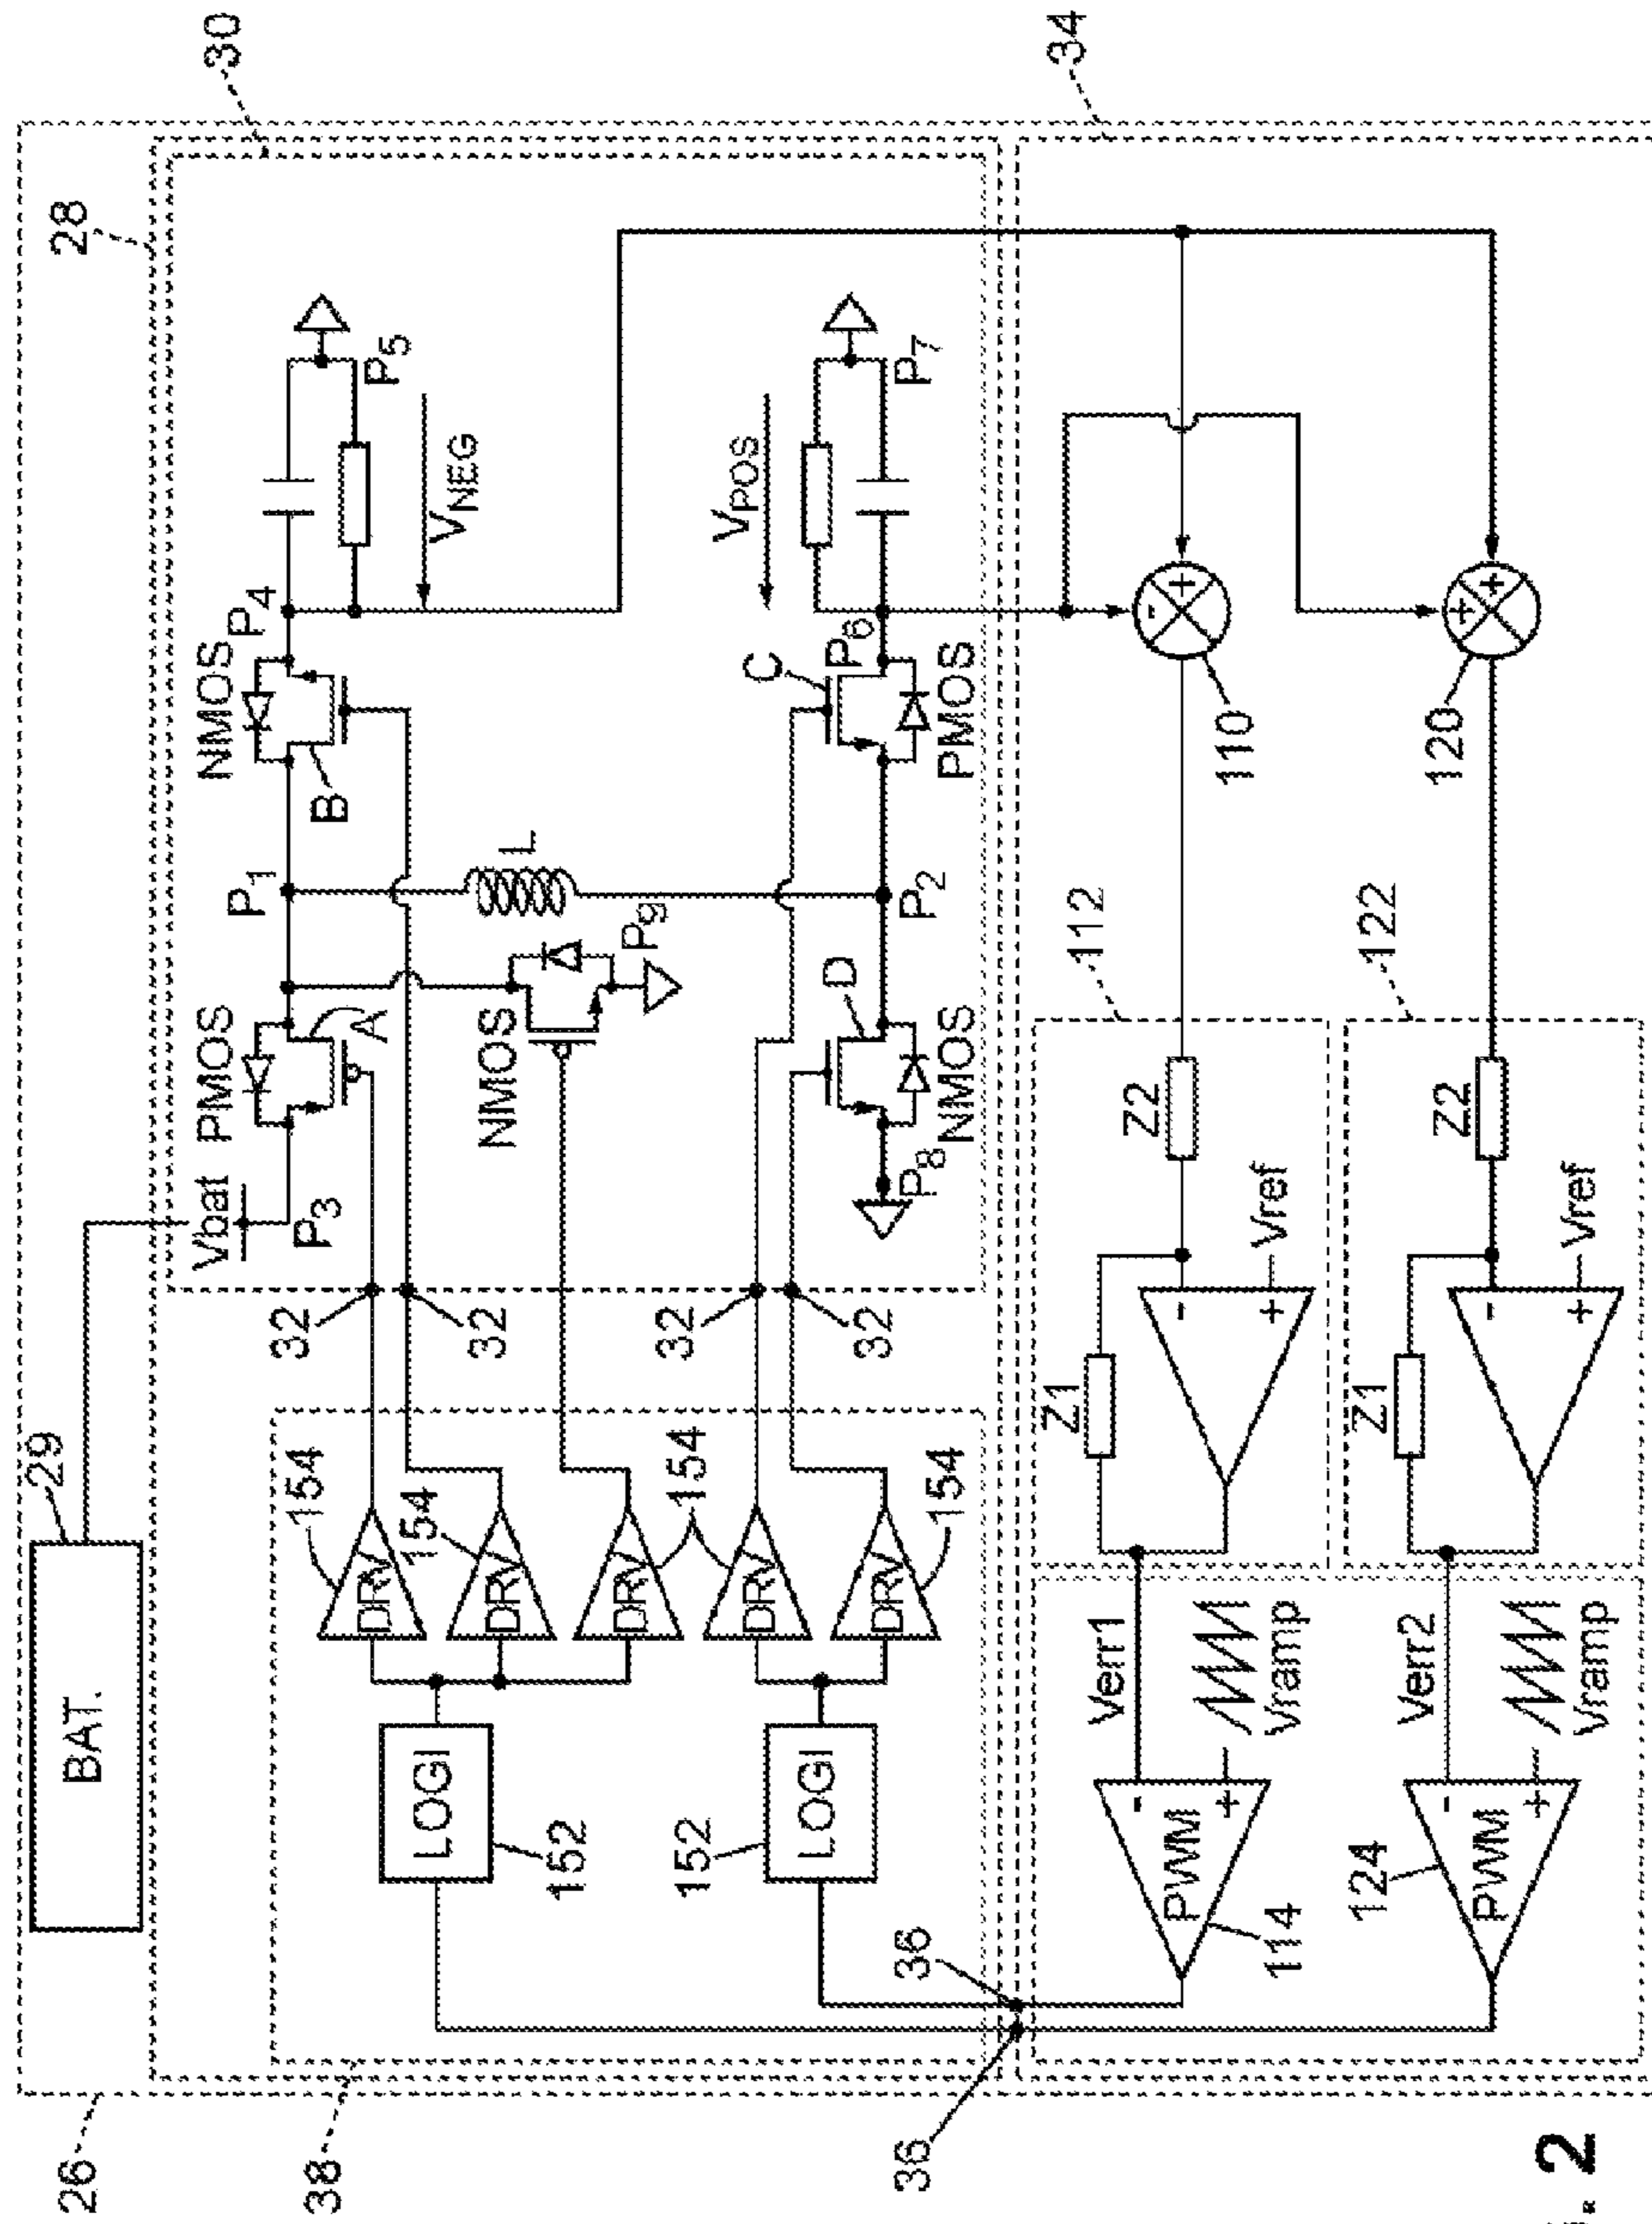 26
BAT.
29
28
30
38
LOGI
152
DRV
154
DRV
154
DRV
154
DRV
DRV
154
LOGI
152
32
32
32
32
Vbat
P3
PMOS
A
P1
NMOS
B
P4
P5
VNEG
L
NMOS
P9
VPOS
C
P6
P7
PMOS
P2
D
NMOS
P8
36
36
34
PWM
-
+
114
Verr1
Vramp
Z1
-
+
Vref
Z2
112
-
+
110
PWM
-
+
124
Verr2
Vramp
Z1
-
+
Vref
Z2
122
+
+
120
2